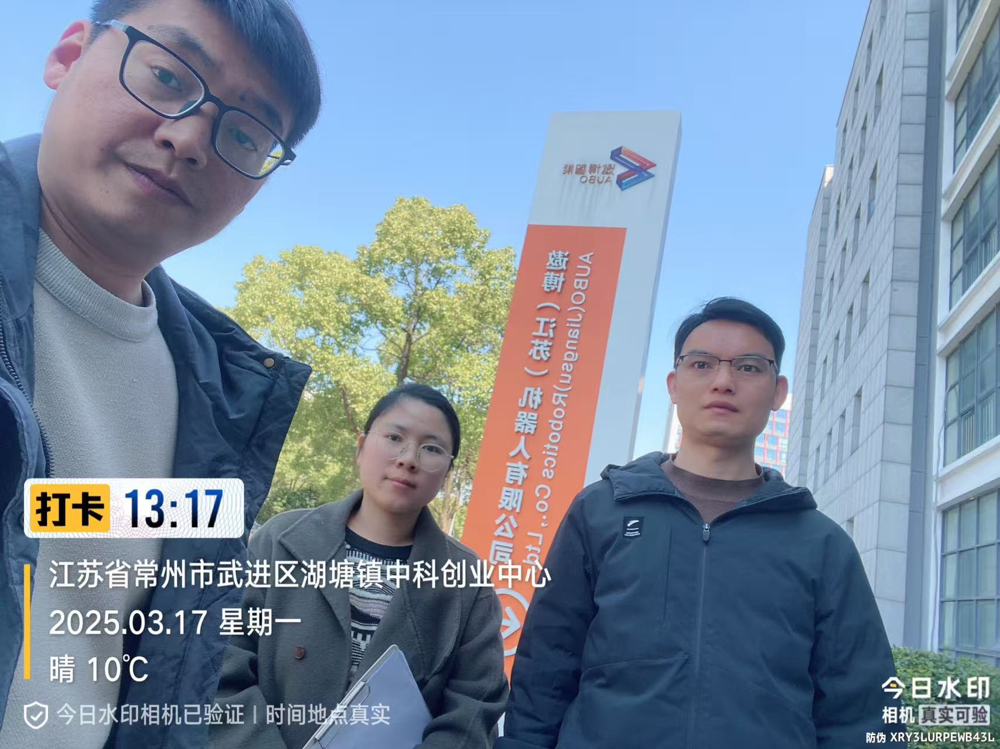 遨博智能
AUBO
遨博（江苏）机器人有限公司
AUBO(Jiangsu)Robotics Co., Ltd
打卡 13:17
江苏省常州市武进区湖塘镇中科创业中心
2025.03.17 星期一
晴 10℃
今日水印相机已验证 | 时间地点真实
今日水印
相机 真实可验
防伪 XRY3LURPEWB43L